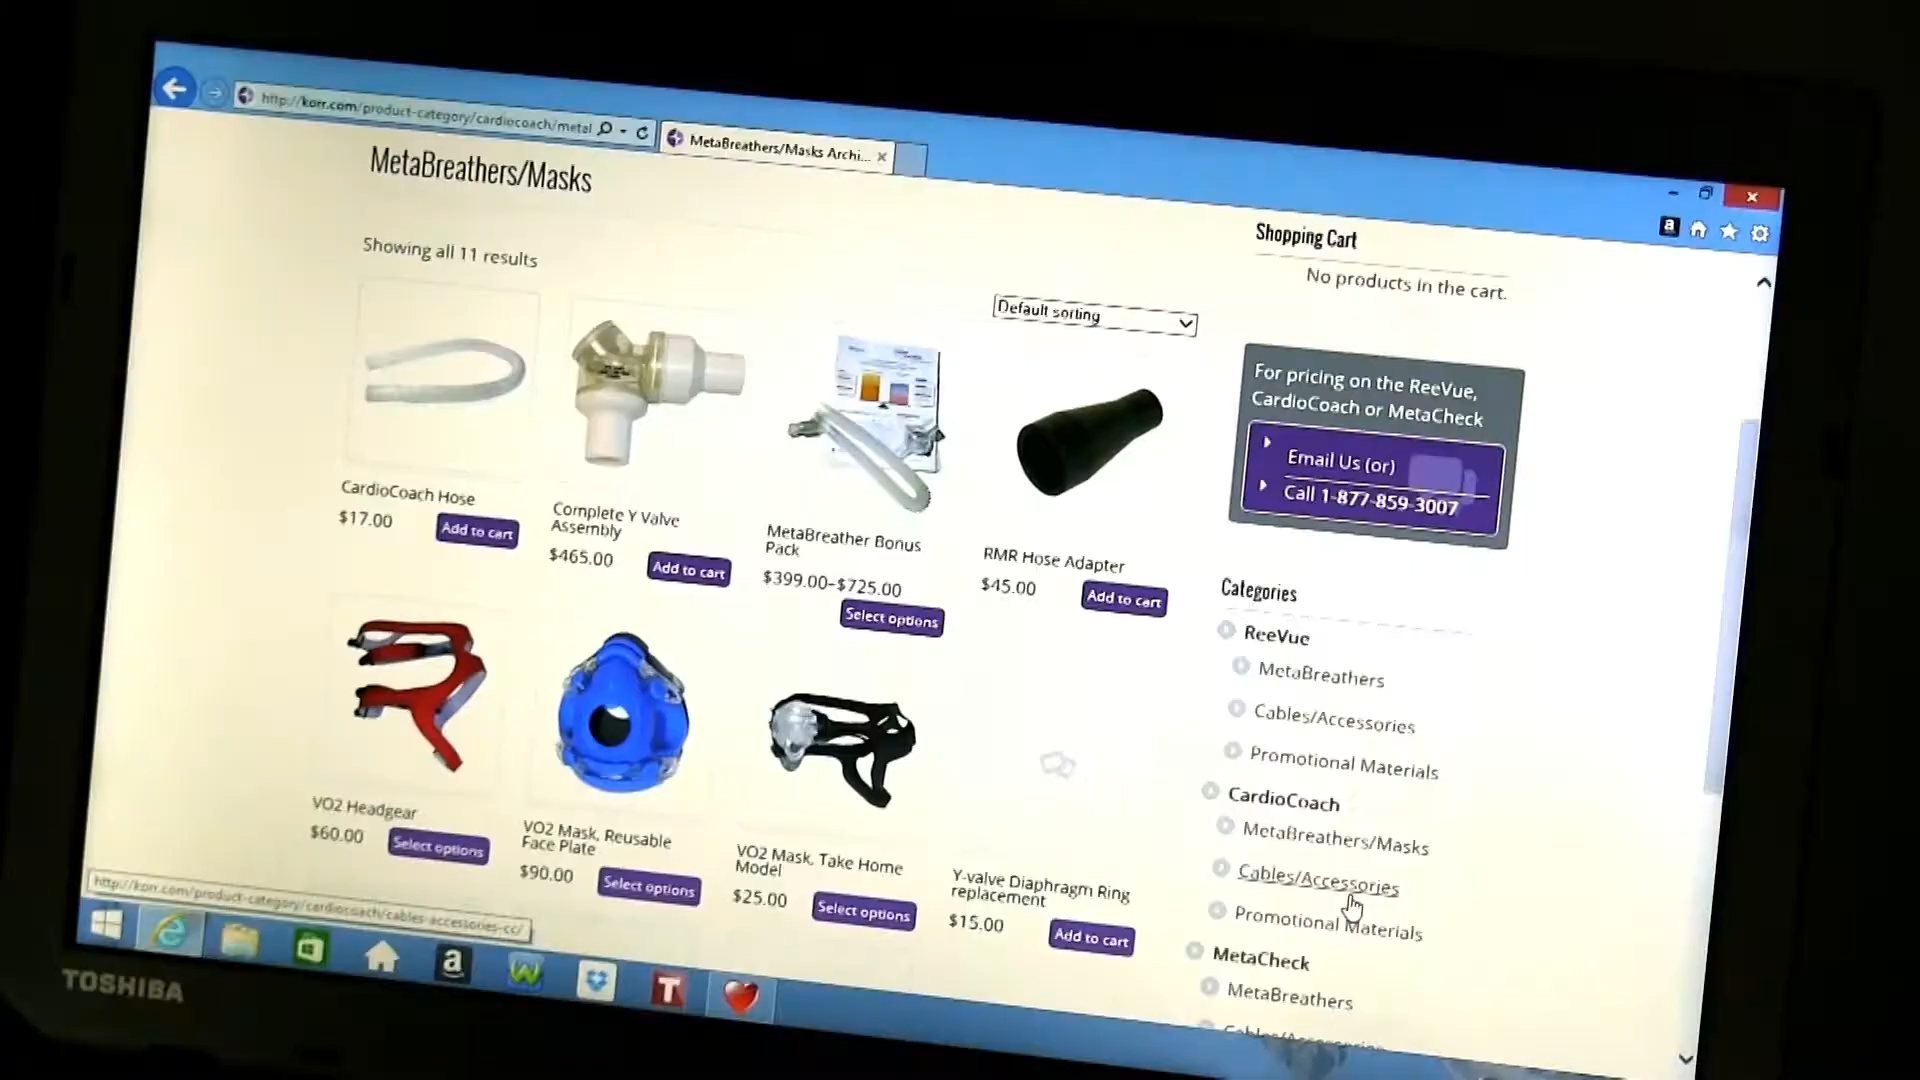 http://korr.com/product-category/cardiocoach/metal
MetaBreathers/Masks Archi...
MetaBreathers/Masks
Showing all 11 results
Default sorting
CardioCoach Hose
$17.00
Add to cart
Complete Y Valve
Assembly
$465.00
Add to cart
MetaBreather Bonus
Pack
$399.00–$725.00
Select options
RMR Hose Adapter
$45.00
Add to cart
VO2 Headgear
$60.00
Select options
VO2 Mask, Reusable
Face Plate
$90.00
Select options
VO2 Mask, Take Home
Model
$25.00
Select options
Y-valve Diaphragm Ring
replacement
$15.00
Add to cart
Shopping Cart
No products in the cart.
For pricing on the ReeVue,
CardioCoach or MetaCheck
Email Us (or)
Call 1-877-859-3007
Categories
ReeVue
MetaBreathers
Cables/Accessories
Promotional Materials
CardioCoach
MetaBreathers/Masks
Cables/Accessories
Promotional Materials
MetaCheck
MetaBreathers
Cables/Accessories
http://korr.com/product-category/cardiocoach/cables-accessories-cc/
TOSHIBA